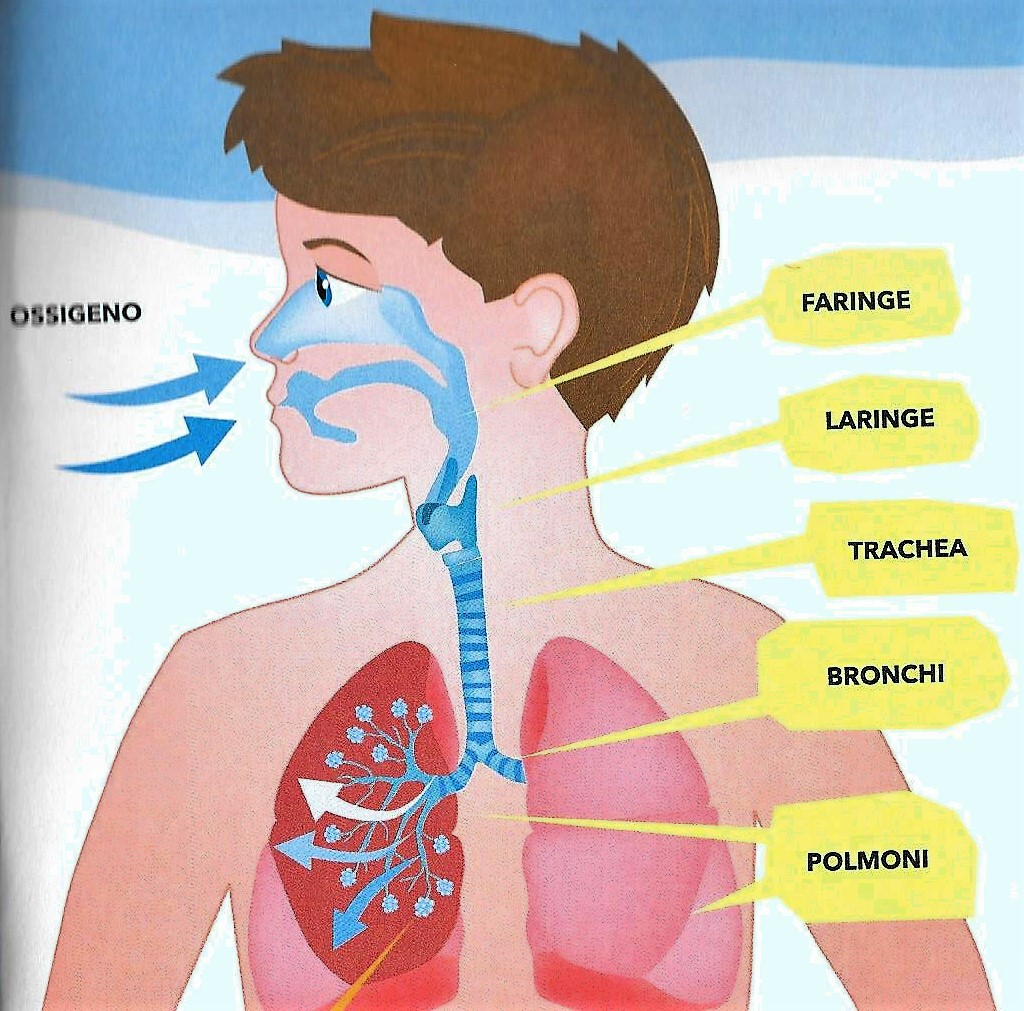 OSSIGENO
FARINGE
LARINGE
TRACHEA
BRONCHI
POLMONI